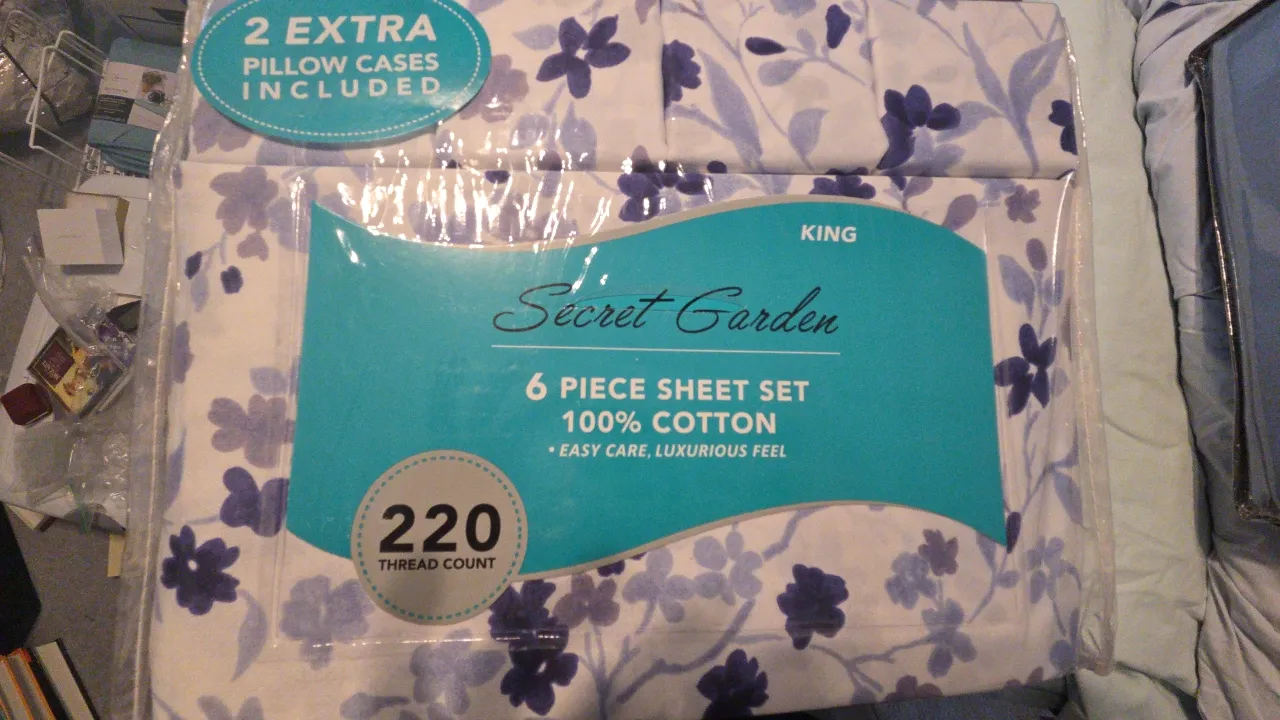 2 EXTRA
PILLOW CASES
INCLUDED
KING
Secret Garden
6 PIECE SHEET SET
100% COTTON
• EASY CARE, LUXURIOUS FEEL
220
THREAD COUNT